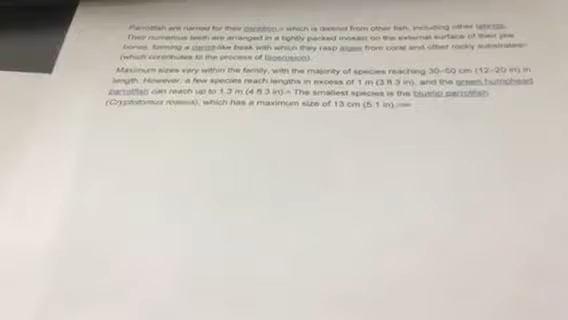 Parrotfish are named for their dentition, which is distinct from other fish, including other labrids.
Their numerous teeth are arranged in a tightly packed mosaic on the external surface of their jaw
bones, forming a parrot-like beak with which they rasp algae from coral and other rocky substrates
(which contributes to the process of bioerosion).
Maximum sizes vary within the family, with the majority of species reaching 30–50 cm (12–20 in) in
length. However, a few species reach lengths in excess of 1 m (3 ft 3 in), and the green humphead
parrotfish can reach up to 1.3 m (4 ft 3 in). The smallest species is the bluelip parrotfish
(Cryptotomus roseus), which has a maximum size of 13 cm (5.1 in).